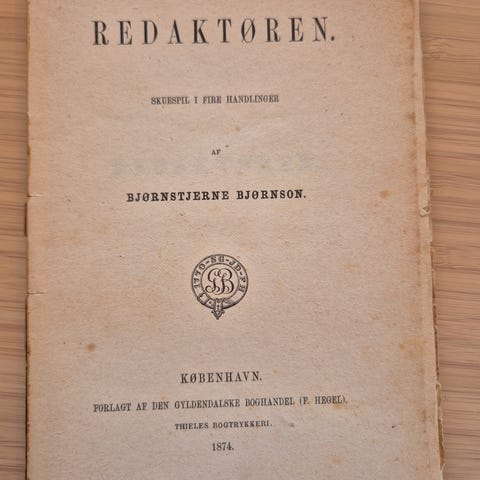 REDAKTØREN.
SKUESPIL I FIRE HANDLINGER
AF
BJØRNSTJERNE BJØRNSON.
KØBENHAVN.
FORLAGT AF DEN GYLDENDALSKE BOGHANDEL (F. HEGEL).
THIELES BOGTRYKKERI.
1874.